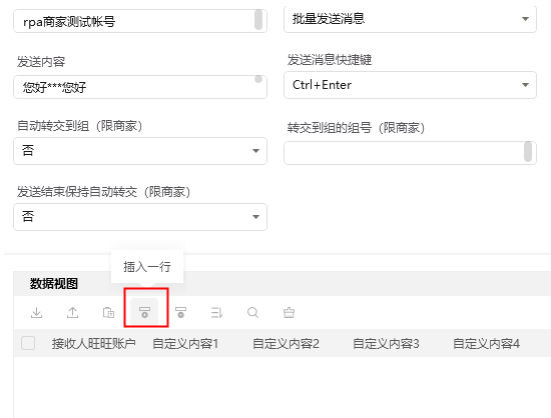 rpa商家测试帐号
批量发送消息
发送内容
发送消息快捷键
您好***您好
Ctrl+Enter
自动转交到组（限商家）
转交到组的组号（限商家）
否
发送结束保持自动转交（限商家）
否
插入一行
数据视图
接收人旺旺账户 自定义内容1 自定义内容2 自定义内容3 自定义内容4